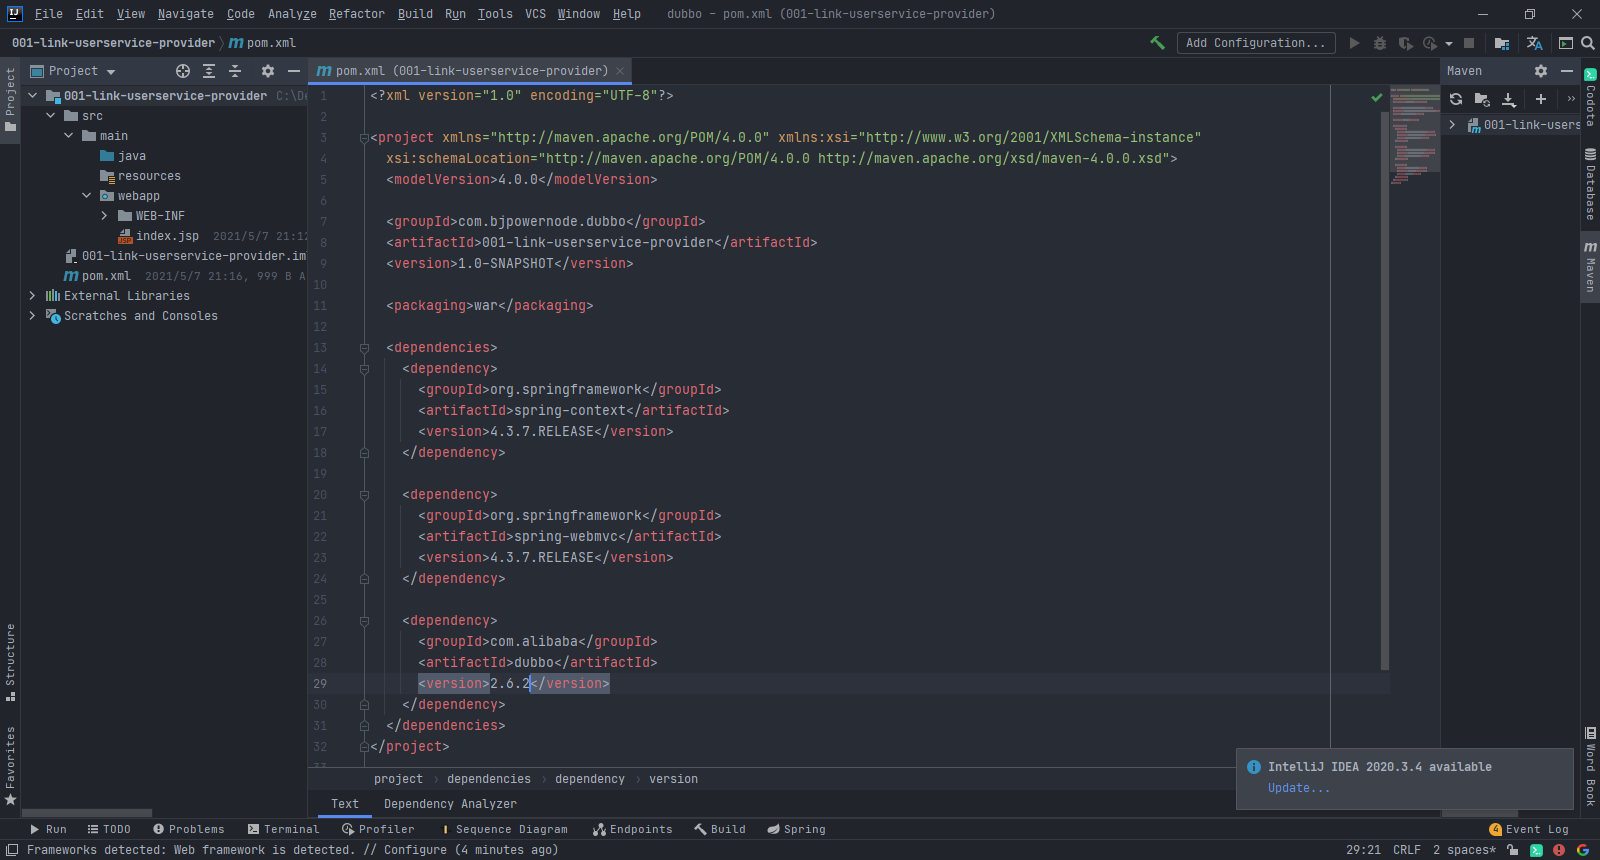 File Edit View Navigate Code Analyze Refactor Build Run Tools VCS Window Help dubbo - pom.xml (001-link-userservice-provider)
001-link-userservice-provider pom.xml Add Configuration...
Project
pom.xml (001-link-userservice-provider)
Maven
001-link-userservice-provider C:\De
src
main
java
resources
webapp
WEB-INF
index.jsp 2021/5/7 21:12
001-link-userservice-provider.iml
pom.xml 2021/5/7 21:16, 999 B A
External Libraries
Scratches and Consoles
1 <?xml version="1.0" encoding="UTF-8"?>
2
3 <project xmlns="http://maven.apache.org/POM/4.0.0" xmlns:xsi="http://www.w3.org/2001/XMLSchema-instance"
4 xsi:schemaLocation="http://maven.apache.org/POM/4.0.0 http://maven.apache.org/xsd/maven-4.0.0.xsd">
5 <modelVersion>4.0.0</modelVersion>
6
7 <groupId>com.bjpowernode.dubbo</groupId>
8 <artifactId>001-link-userservice-provider</artifactId>
9 <version>1.0-SNAPSHOT</version>
10
11 <packaging>war</packaging>
12
13 <dependencies>
14 <dependency>
15 <groupId>org.springframework</groupId>
16 <artifactId>spring-context</artifactId>
17 <version>4.3.7.RELEASE</version>
18 </dependency>
19
20 <dependency>
21 <groupId>org.springframework</groupId>
22 <artifactId>spring-webmvc</artifactId>
23 <version>4.3.7.RELEASE</version>
24 </dependency>
25
26 <dependency>
27 <groupId>com.alibaba</groupId>
28 <artifactId>dubbo</artifactId>
29 <version>2.6.2</version>
30 </dependency>
31 </dependencies>
32 </project>
001-link-users
Project
Structure
Favorites
Codota
Database
Maven
Word Book
project › dependencies › dependency › version
Text Dependency Analyzer
IntelliJ IDEA 2020.3.4 available
Update...
Run TODO Problems Terminal Profiler Sequence Diagram Endpoints Build Spring 4 Event Log
Frameworks detected: Web framework is detected. // Configure (4 minutes ago) 29:21 CRLF 2 spaces*